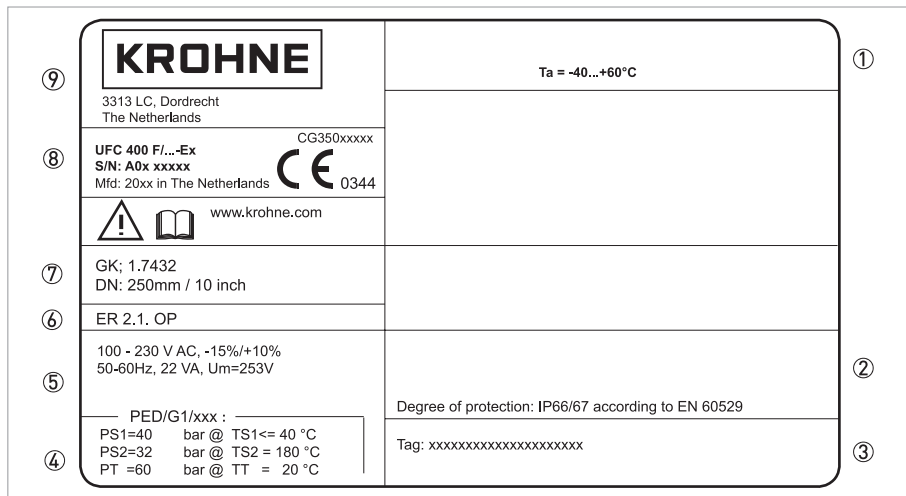 KROHNE
3313 LC, Dordrecht
The Netherlands
Ta = -40...+60°C
①
⑨
CG350xxxxx
UFC 400 F/...-Ex
S/N: A0x xxxxx
Mfd: 20xx in The Netherlands
CE 0344
⑧
www.krohne.com
GK; 1.7432
DN: 250mm / 10 inch
⑦
ER 2.1. OP
⑥
100 - 230 V AC, -15%/+10%
50-60Hz, 22 VA, Um=253V
⑤
PED/G1/xxx :
PS1=40 bar @ TS1<= 40 °C
PS2=32 bar @ TS2 = 180 °C
PT =60 bar @ TT = 20 °C
④
②
Degree of protection: IP66/67 according to EN 60529
Tag: xxxxxxxxxxxxxxxxxxxxx
③